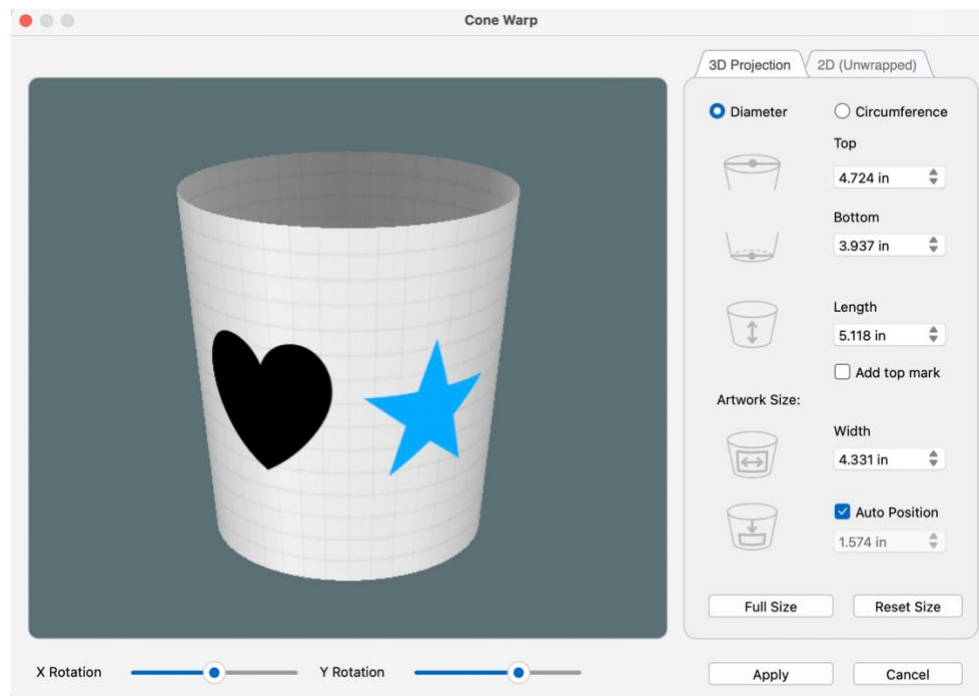 Cone Warp
3D Projection
2D (Unwrapped)
Diameter
Circumference
Top
4.724 in
Bottom
3.937 in
Length
5.118 in
Add top mark
Artwork Size:
Width
4.331 in
Auto Position
1.574 in
Full Size
Reset Size
X Rotation
Y Rotation
Apply
Cancel